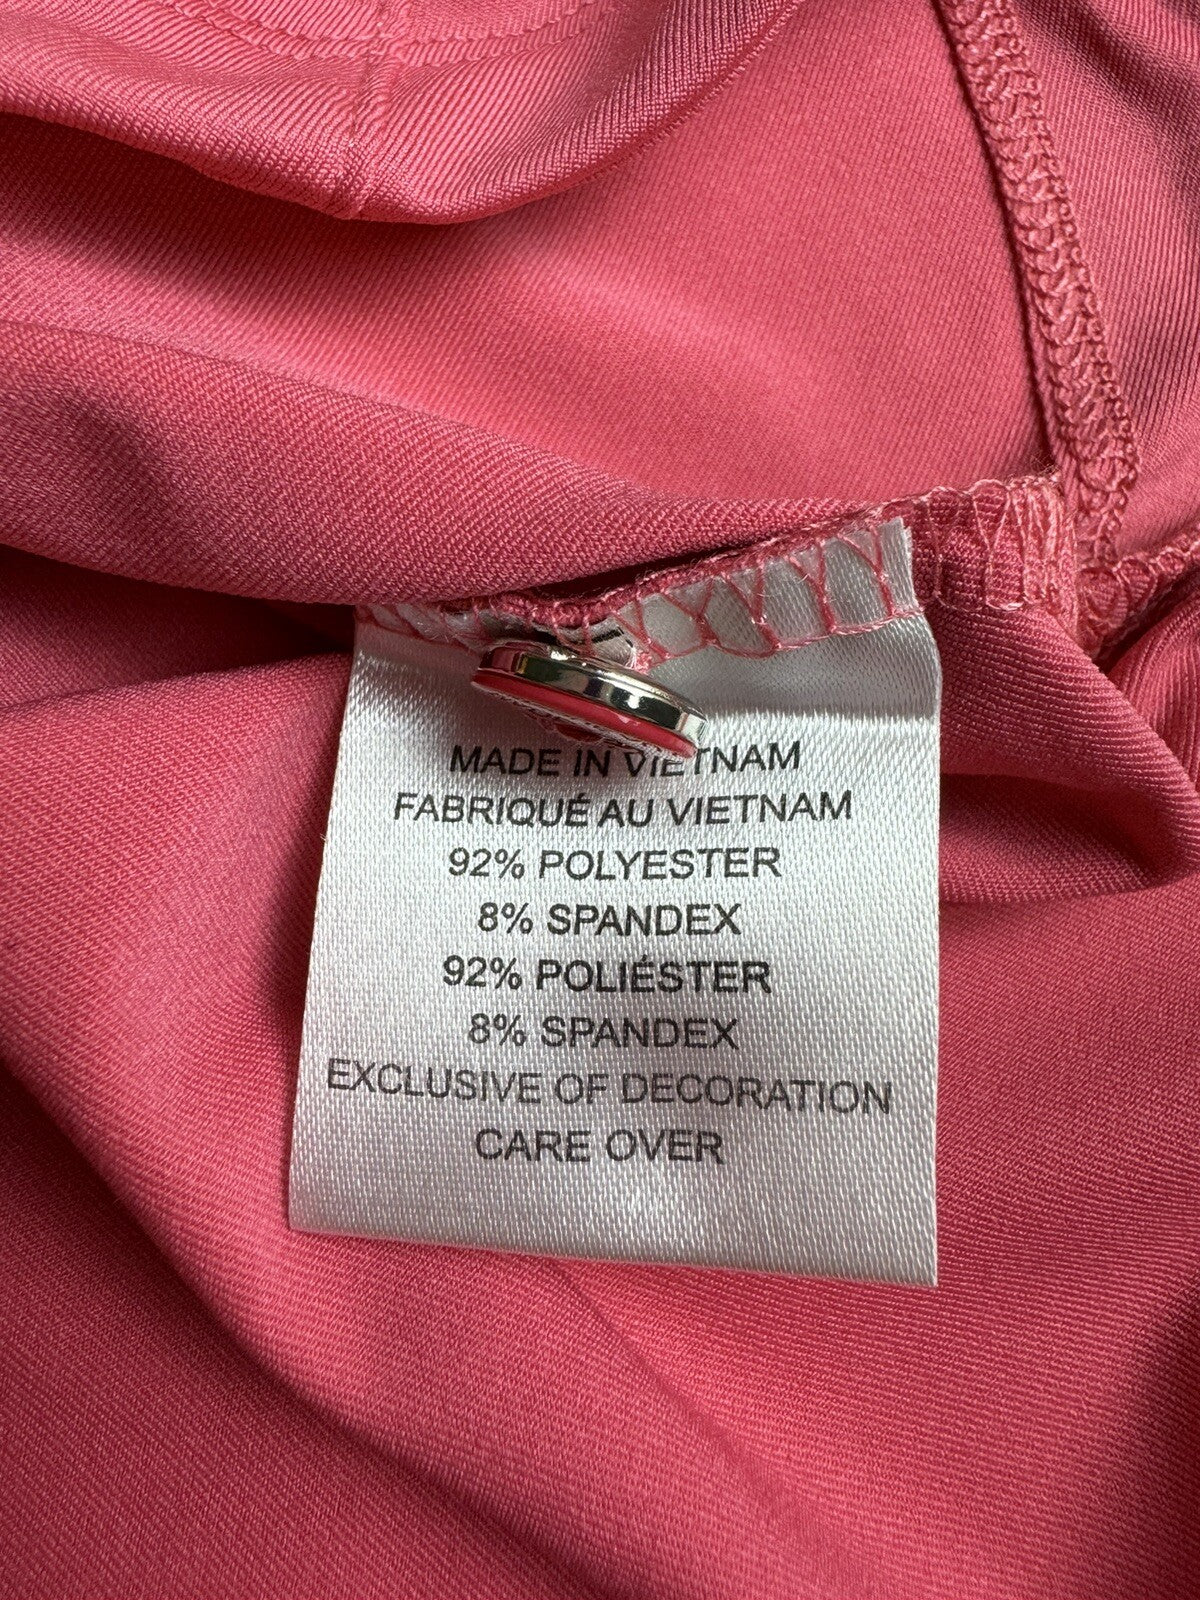 MADE IN VIETNAM
FABRIQUÉ AU VIETNAM
92% POLYESTER
8% SPANDEX
92% POLIÉSTER
8% SPANDEX
EXCLUSIVE OF DECORATION
CARE OVER